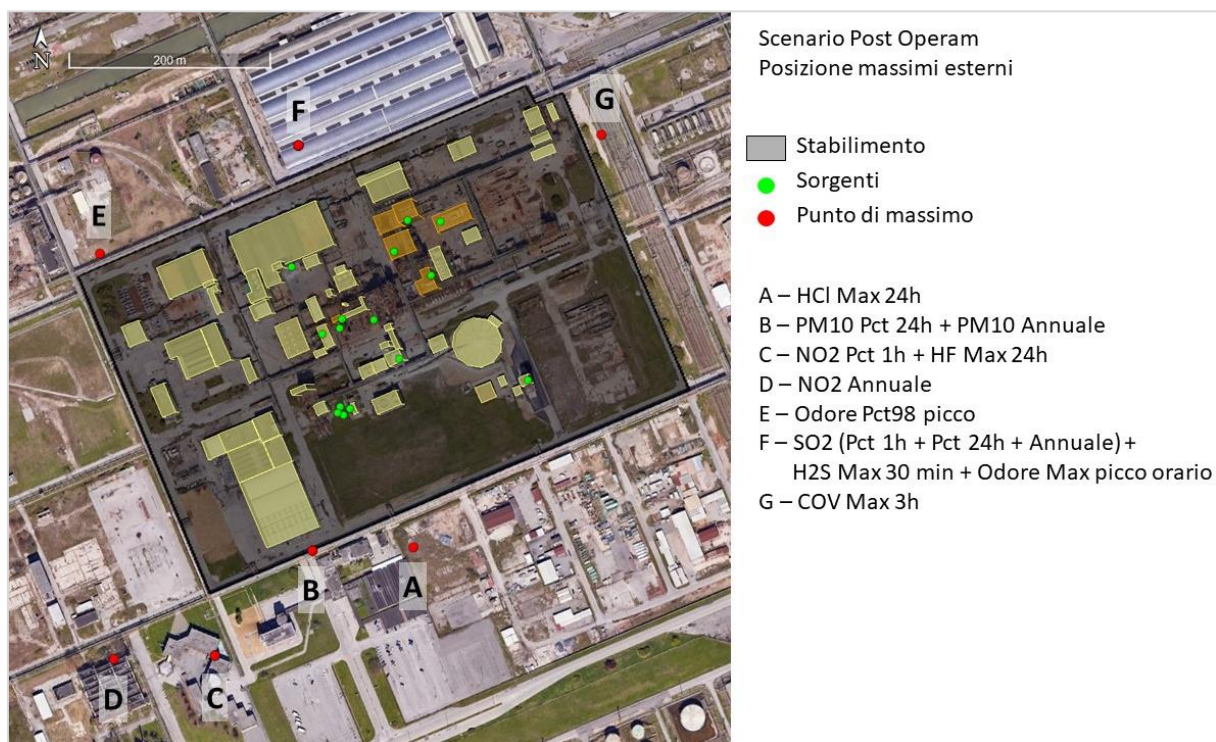 N
200 m
F
G
E
B
A
D
C
Scenario Post Operam
Posizione massimi esterni
Stabilimento
Sorgenti
Punto di massimo
A – HCl Max 24h
B – PM10 Pct 24h + PM10 Annuale
C – NO2 Pct 1h + HF Max 24h
D – NO2 Annuale
E – Odore Pct98 picco
F – SO2 (Pct 1h + Pct 24h + Annuale) +
H2S Max 30 min + Odore Max picco orario
G – COV Max 3h